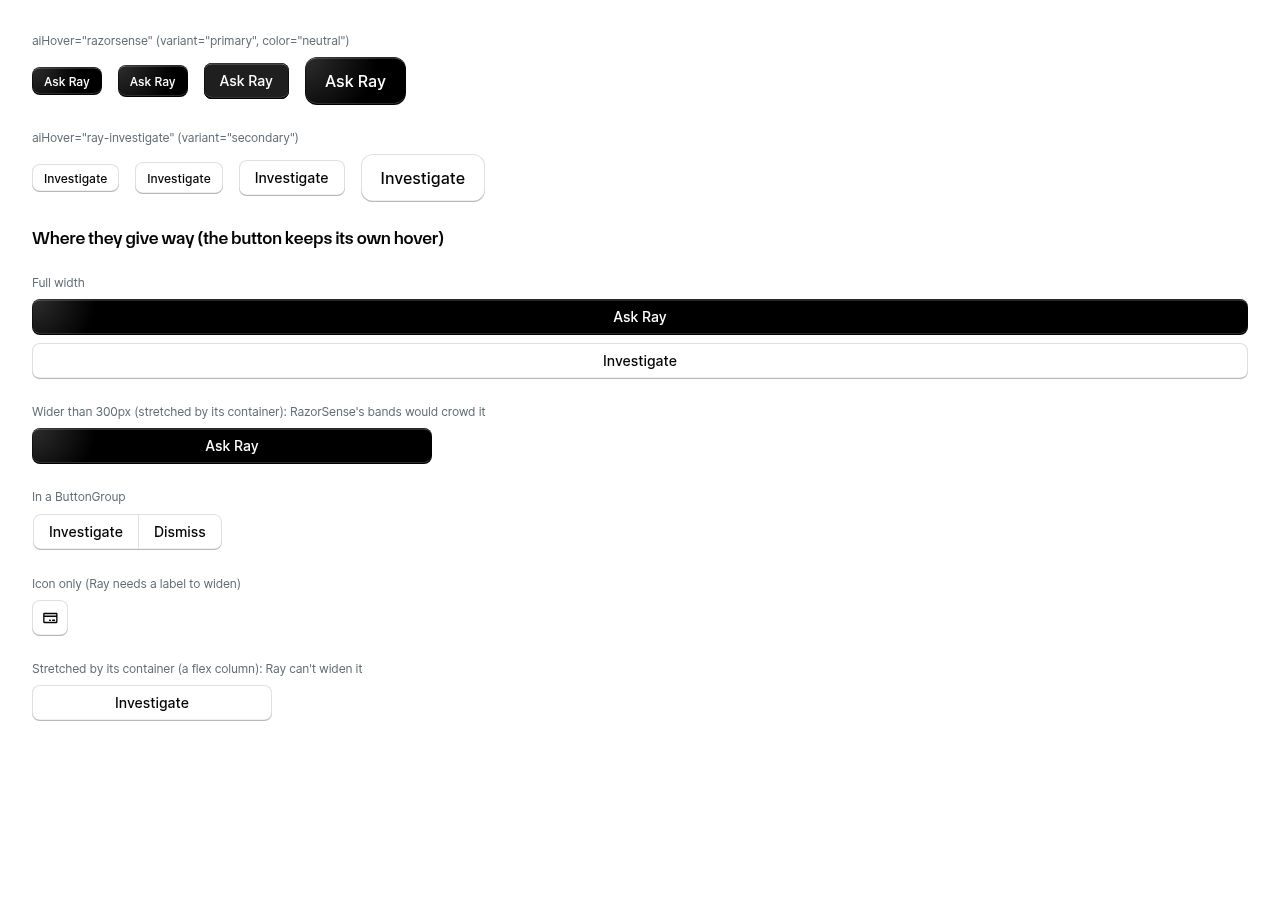 aiHover="razorsense" (variant="primary", color="neutral")
Ask Ray Ask Ray Ask Ray Ask Ray
aiHover="ray-investigate" (variant="secondary")
Investigate Investigate Investigate Investigate
Where they give way (the button keeps its own hover)
Full width
Ask Ray
Investigate
Wider than 300px (stretched by its container): RazorSense's bands would crowd it
Ask Ray
In a ButtonGroup
Investigate Dismiss
Icon only (Ray needs a label to widen)
Stretched by its container (a flex column): Ray can't widen it
Investigate